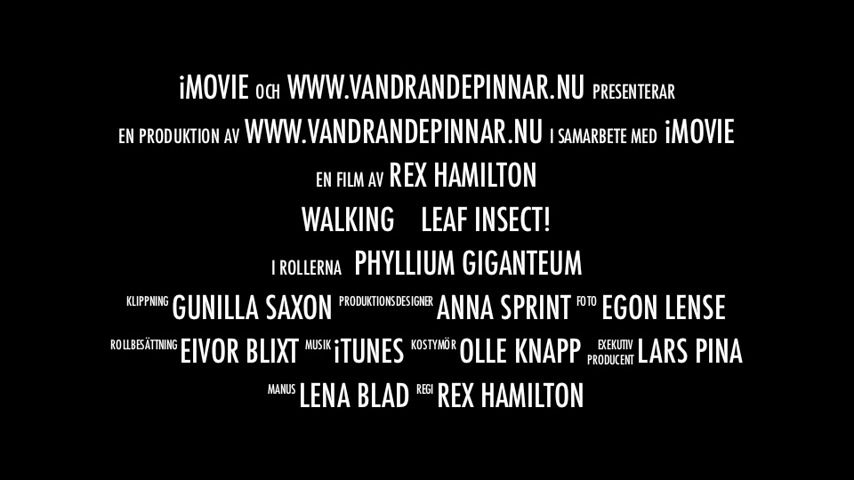 iMOVIE OCH WWW.VANDRANDEPINNAR.NU PRESENTERAR
EN PRODUKTION AV WWW.VANDRANDEPINNAR.NU I SAMARBETE MED iMOVIE
EN FILM AV REX HAMILTON
WALKING LEAF INSECT!
I ROLLERNA PHYLLIUM GIGANTEUM
KLIPPNING GUNILLA SAXON PRODUKTIONSDESIGNER ANNA SPRINT FOTO EGON LENSE
ROLLBESÄTTNING EIVOR BLIXT MUSIK iTUNES KOSTYMÖR OLLE KNAPP EXEKUTIV PRODUCENT LARS PINA
MANUS LENA BLAD REGI REX HAMILTON